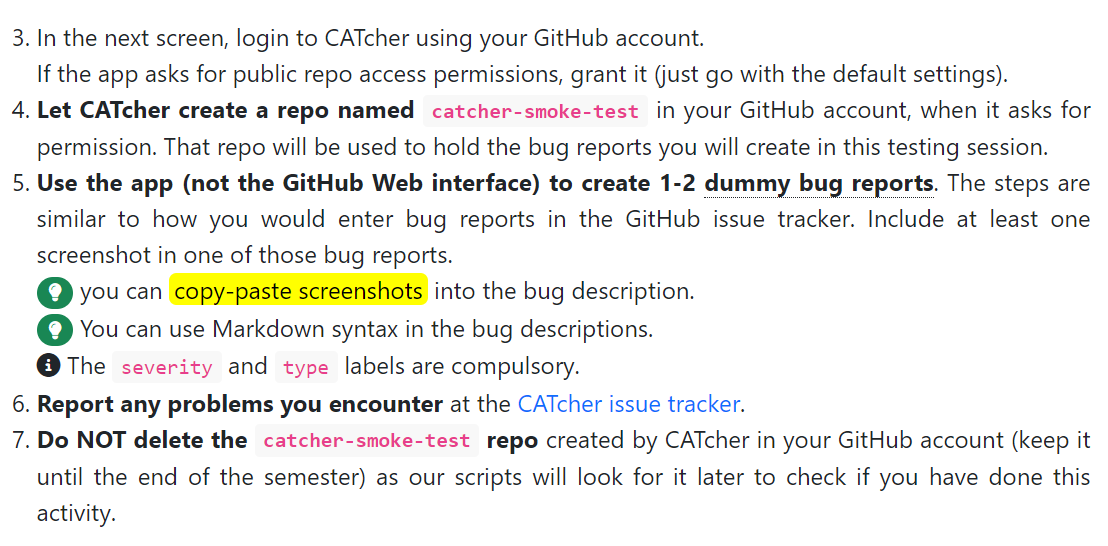 3. In the next screen, login to CATcher using your GitHub account.
If the app asks for public repo access permissions, grant it (just go with the default settings).
4. Let CATcher create a repo named catcher-smoke-test in your GitHub account, when it asks for
permission. That repo will be used to hold the bug reports you will create in this testing session.
5. Use the app (not the GitHub Web interface) to create 1-2 dummy bug reports. The steps are
similar to how you would enter bug reports in the GitHub issue tracker. Include at least one
screenshot in one of those bug reports.
you can copy-paste screenshots into the bug description.
You can use Markdown syntax in the bug descriptions.
The severity and type labels are compulsory.
6. Report any problems you encounter at the CATcher issue tracker.
7. Do NOT delete the catcher-smoke-test repo created by CATcher in your GitHub account (keep it
until the end of the semester) as our scripts will look for it later to check if you have done this
activity.